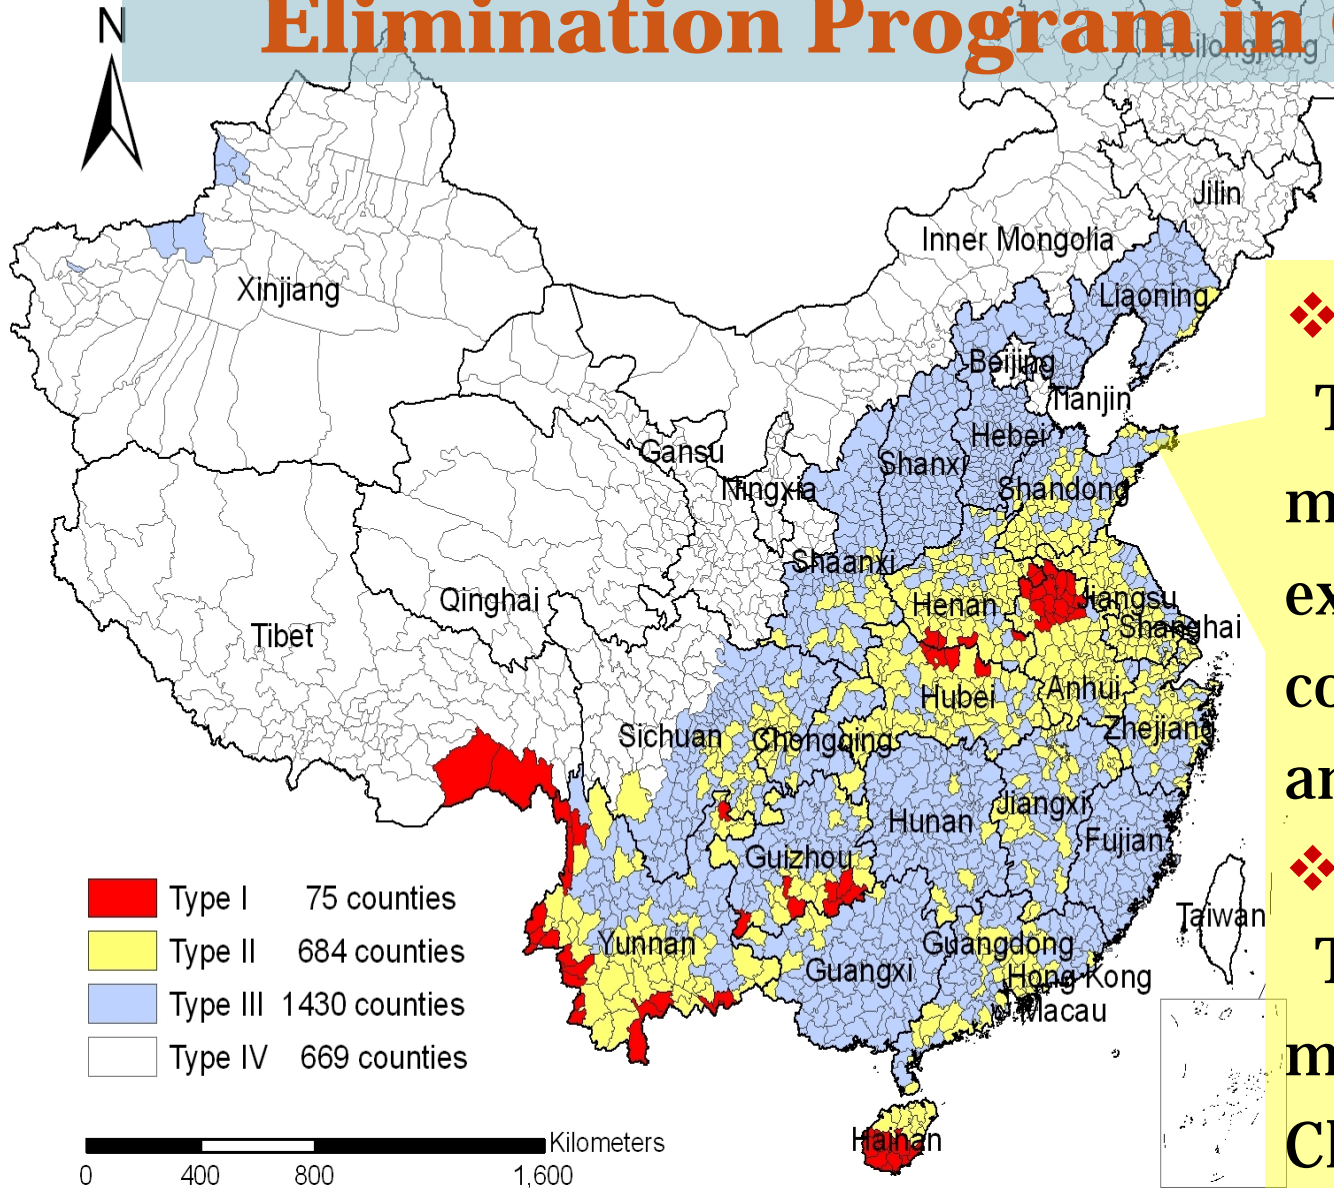 Elimination Program in
N
Heilongjiang
Jilin
Inner Mongolia
Liaoning
Xinjiang
Beijing
Tianjin
Hebei
Gansu
Shanxi
Ningxia
Shandong
Shaanxi
Qinghai
Henan
Jiangsu
Tibet
Shanghai
Hubei
Anhui
Sichuan
Chongqing
Zhejiang
Jiangxi
Hunan
Fujian
Guizhou
Taiwan
Yunnan
Guangdong
Guangxi
Hong Kong
Macau
Hainan
Type I 75 counties
Type II 684 counties
Type III 1430 counties
Type IV 669 counties
Kilometers
0 400 800 1,600
T
m
ex
co
an
T
m